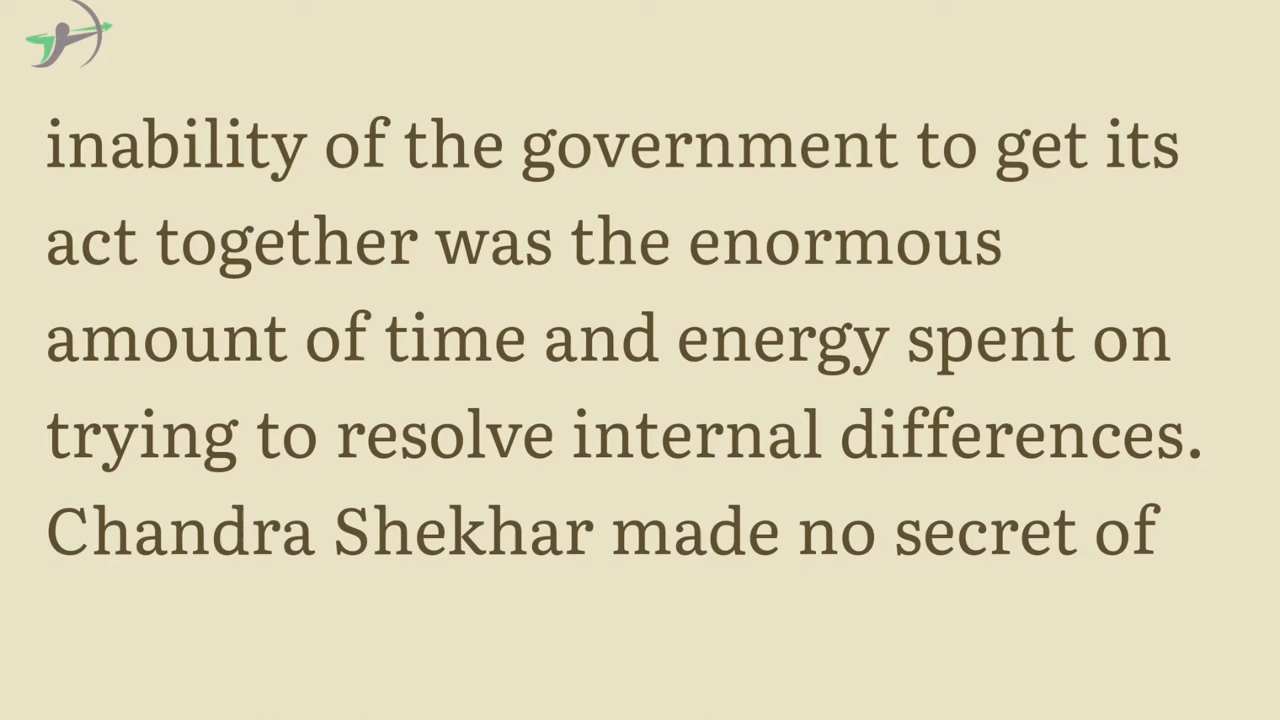 inability of the government to get its
act together was the enormous
amount of time and energy spent on
trying to resolve internal differences.
Chandra Shekhar made no secret of